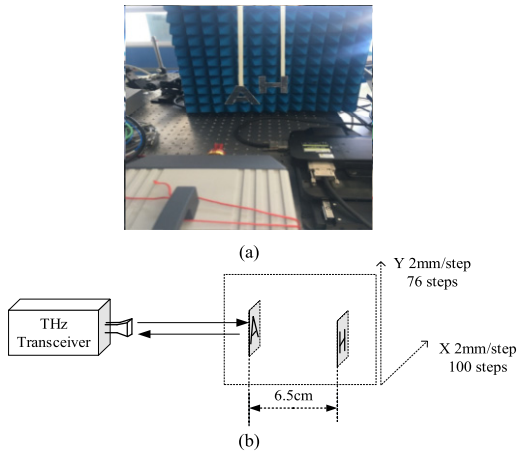 (a)
Y 2mm/step
76 steps
THz
Transceiver
A
H
X 2mm/step
100 steps
6.5cm
(b)